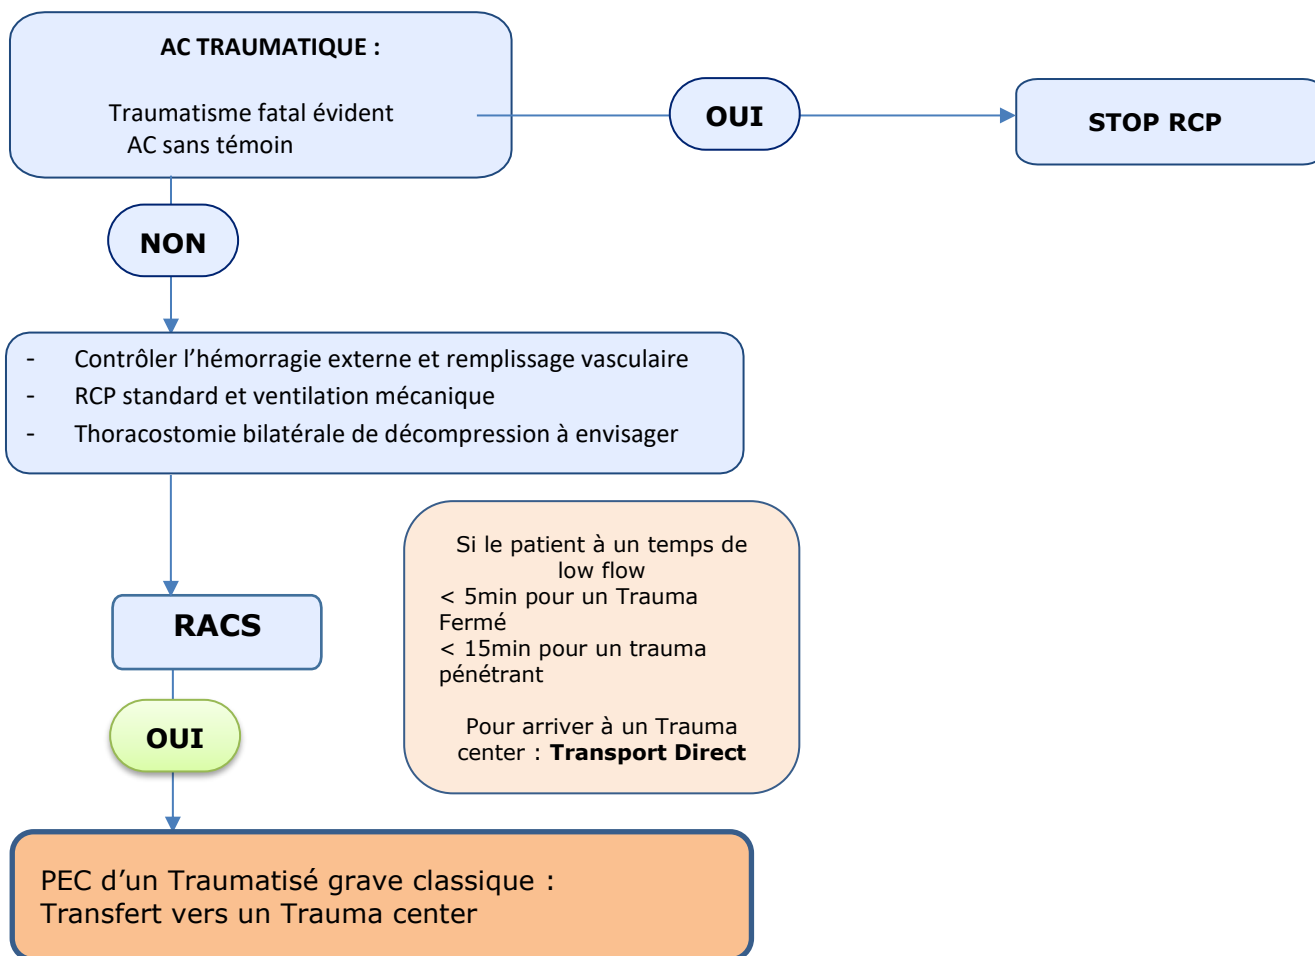 AC TRAUMATIQUE :
Traumatisme fatal évident
AC sans témoin
OUI
STOP RCP
NON
- Contrôler l’hémorragie externe et remplissage vasculaire
- RCP standard et ventilation mécanique
- Thoracostomie bilatérale de décompression à envisager
Si le patient à un temps de
low flow
< 5min pour un Trauma
Fermé
< 15min pour un trauma
pénétrant
Pour arriver à un Trauma
center : Transport Direct
RACS
OUI
PEC d’un Traumatisé grave classique :
Transfert vers un Trauma center